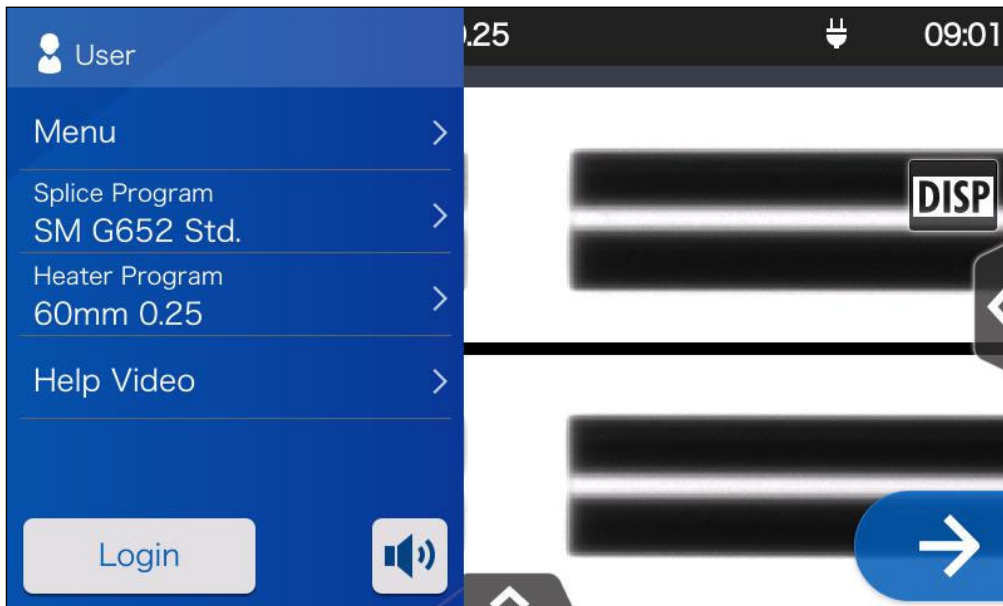 User
.25
09:01
Menu
Splice Program
SM G652 Std.
DISP
Heater Program
60mm 0.25
Help Video
Login